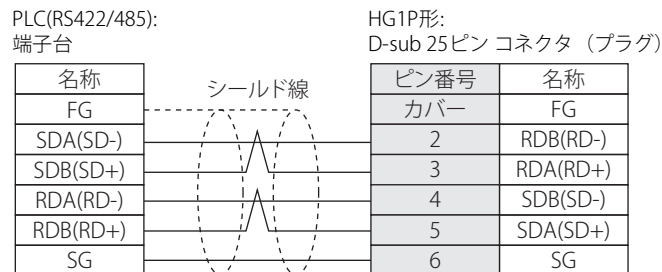 PLC(RS422/485):
端子台
HG1P形:
D-sub 25ピン コネクタ（プラグ）
名称
シールド線
ピン番号 名称
FG カバー FG
SDA(SD-) 2 RDB(RD-)
SDB(SD+) 3 RDA(RD+)
RDA(RD-) 4 SDB(SD-)
RDB(RD+) 5 SDA(SD+)
SG 6 SG